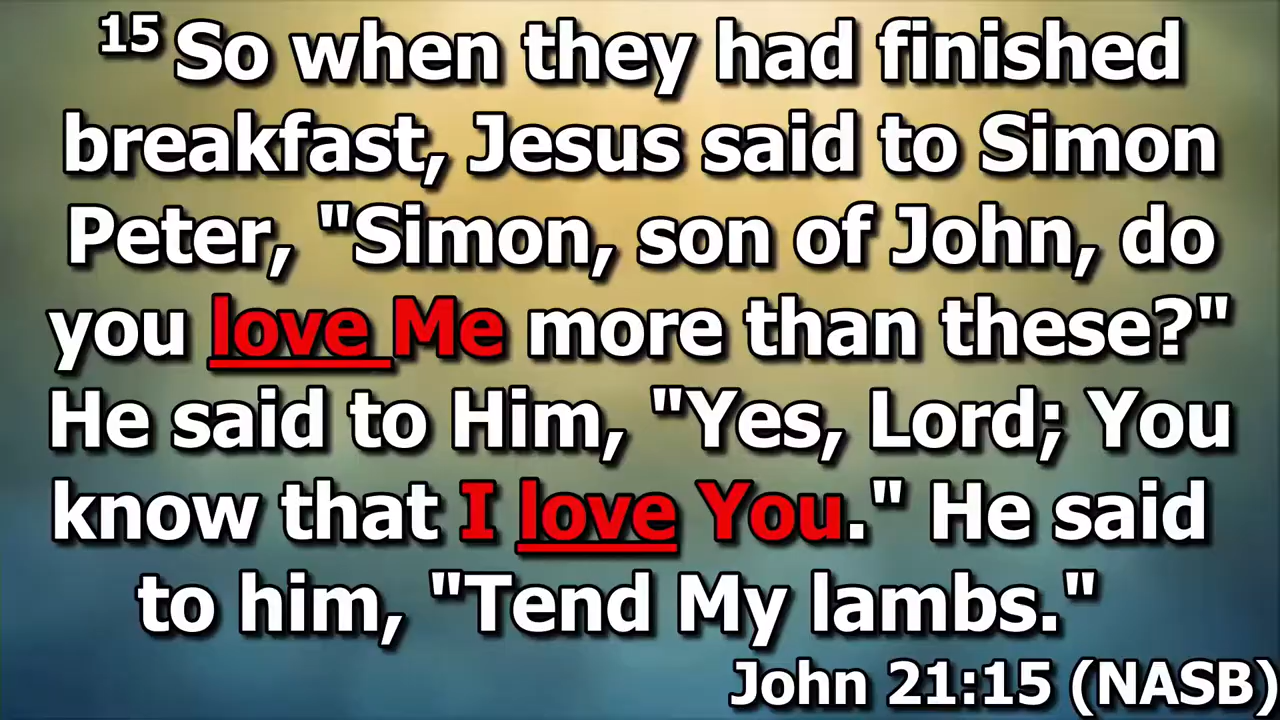 15 So when they had finished
breakfast, Jesus said to Simon
Peter, "Simon, son of John, do
you love Me more than these?"
He said to Him, "Yes, Lord; You
know that I love You." He said
to him, "Tend My lambs."
John 21:15 (NASB)